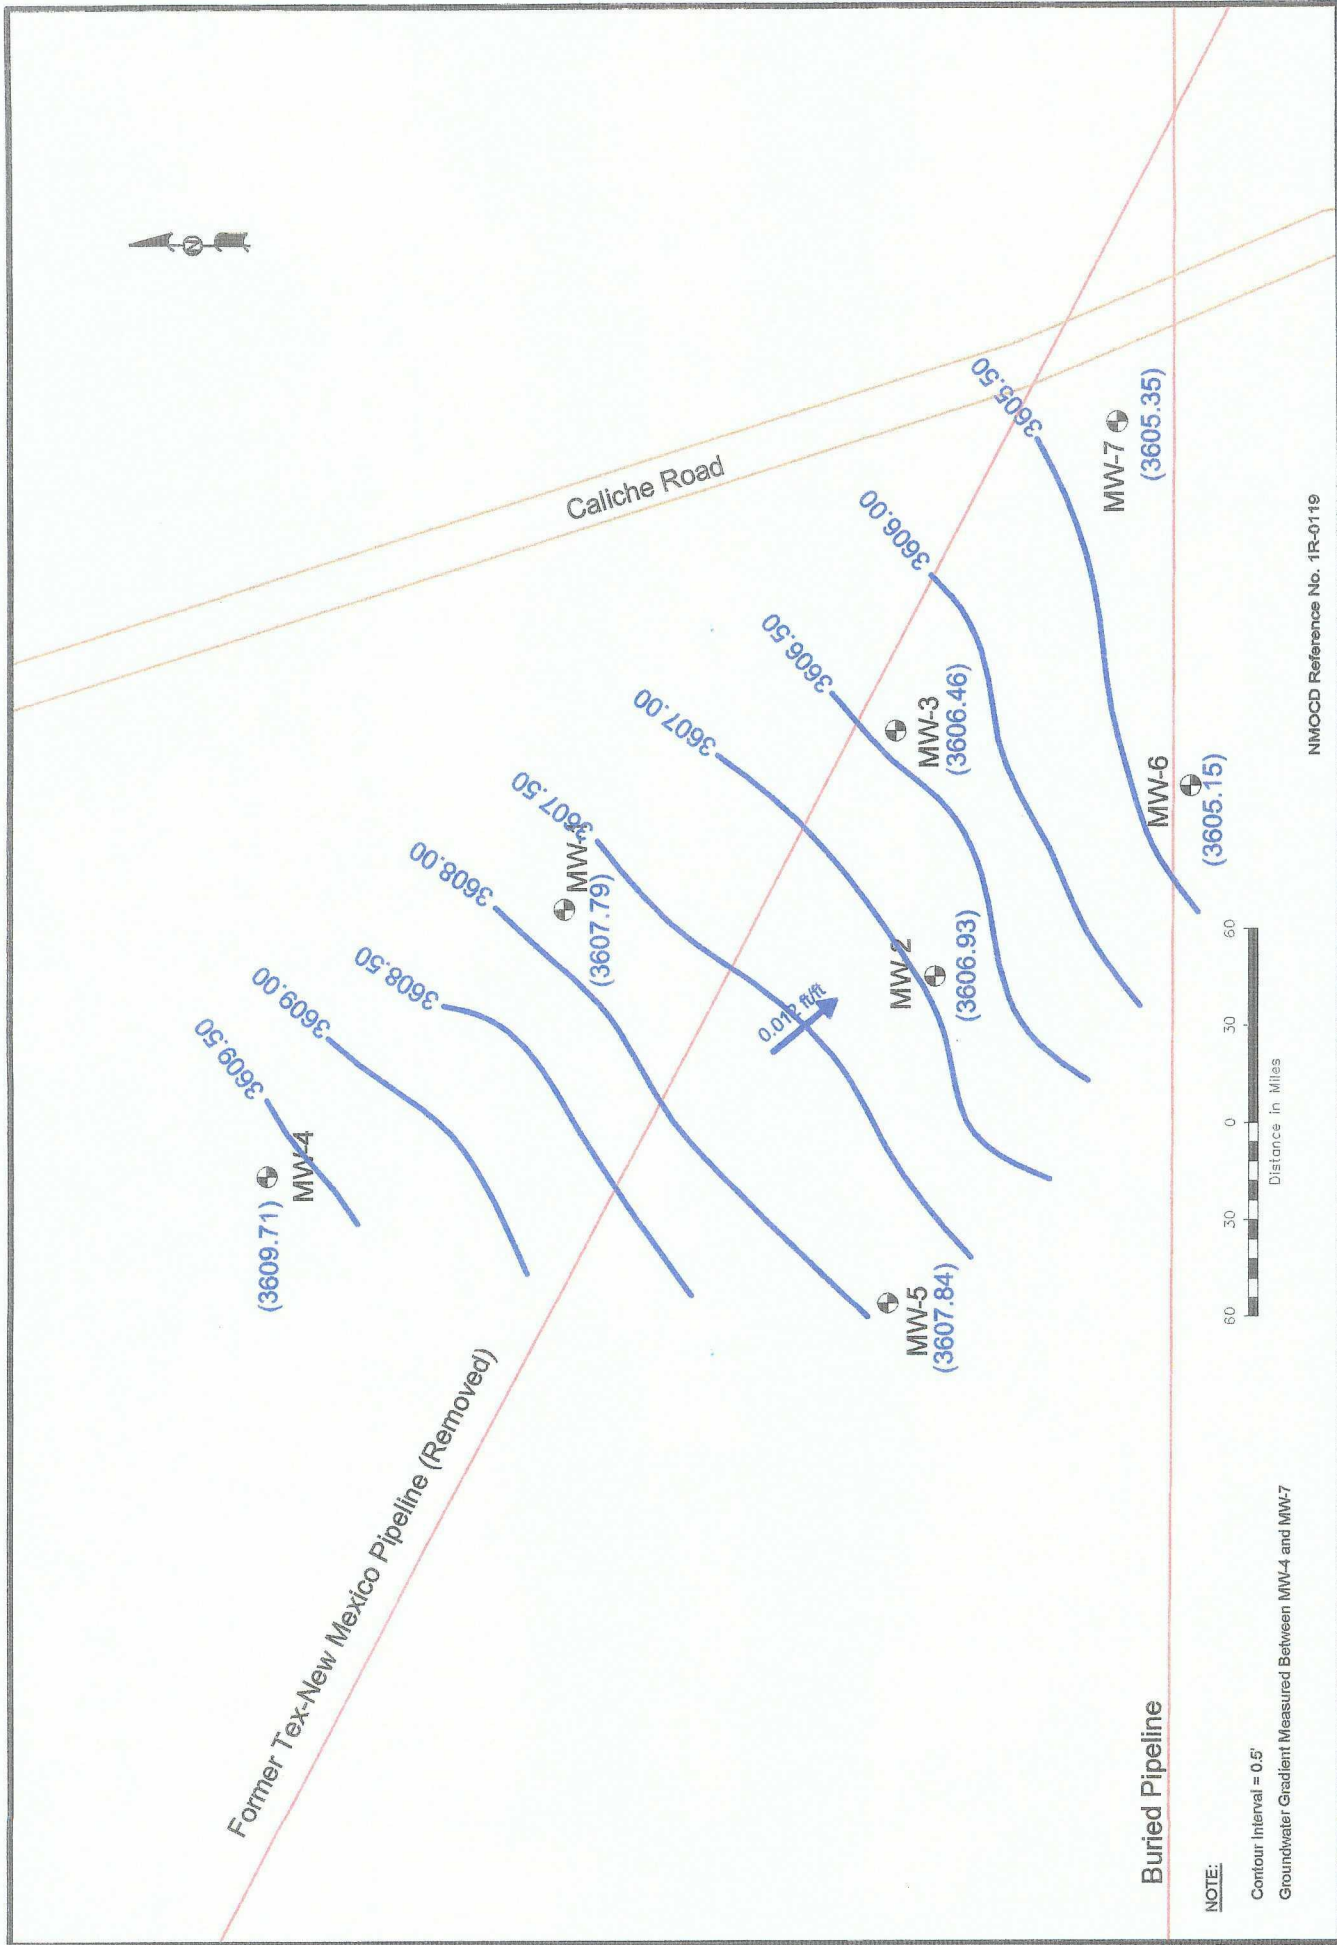 N
Caliche Road
Former Tex-New Mexico Pipeline (Removed)
Buried Pipeline
3609.50
3609.00
3608.50
3608.00
3607.50
3607.00
3606.50
3606.00
3605.50
(3609.71)
MW-4
MW-1
(3607.79)
0.012 ft/ft
MW-2
(3606.93)
MW-3
(3606.46)
MW-5
(3607.84)
MW-6
(3605.15)
MW-7
(3605.35)
60 30 0 30 60
Distance in Miles
NOTE:
Contour Interval = 0.5'
Groundwater Gradient Measured Between MW-4 and MW-7
NMOCD Reference No. 1R-0119